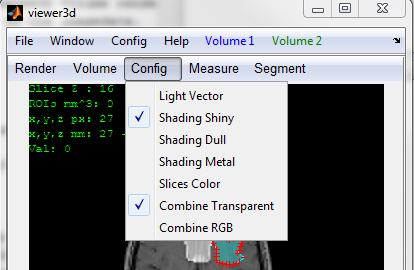 viewer3d
File Window Config Help Volume 1 Volume 2
Render Volume Config Measure Segment
Slice Z : 16
ROIs mm^3: 0
x,y,z px: 27
x,y,z mm: 27
Val: 0
Light Vector
Shading Shiny
Shading Dull
Shading Metal
Slices Color
Combine Transparent
Combine RGB